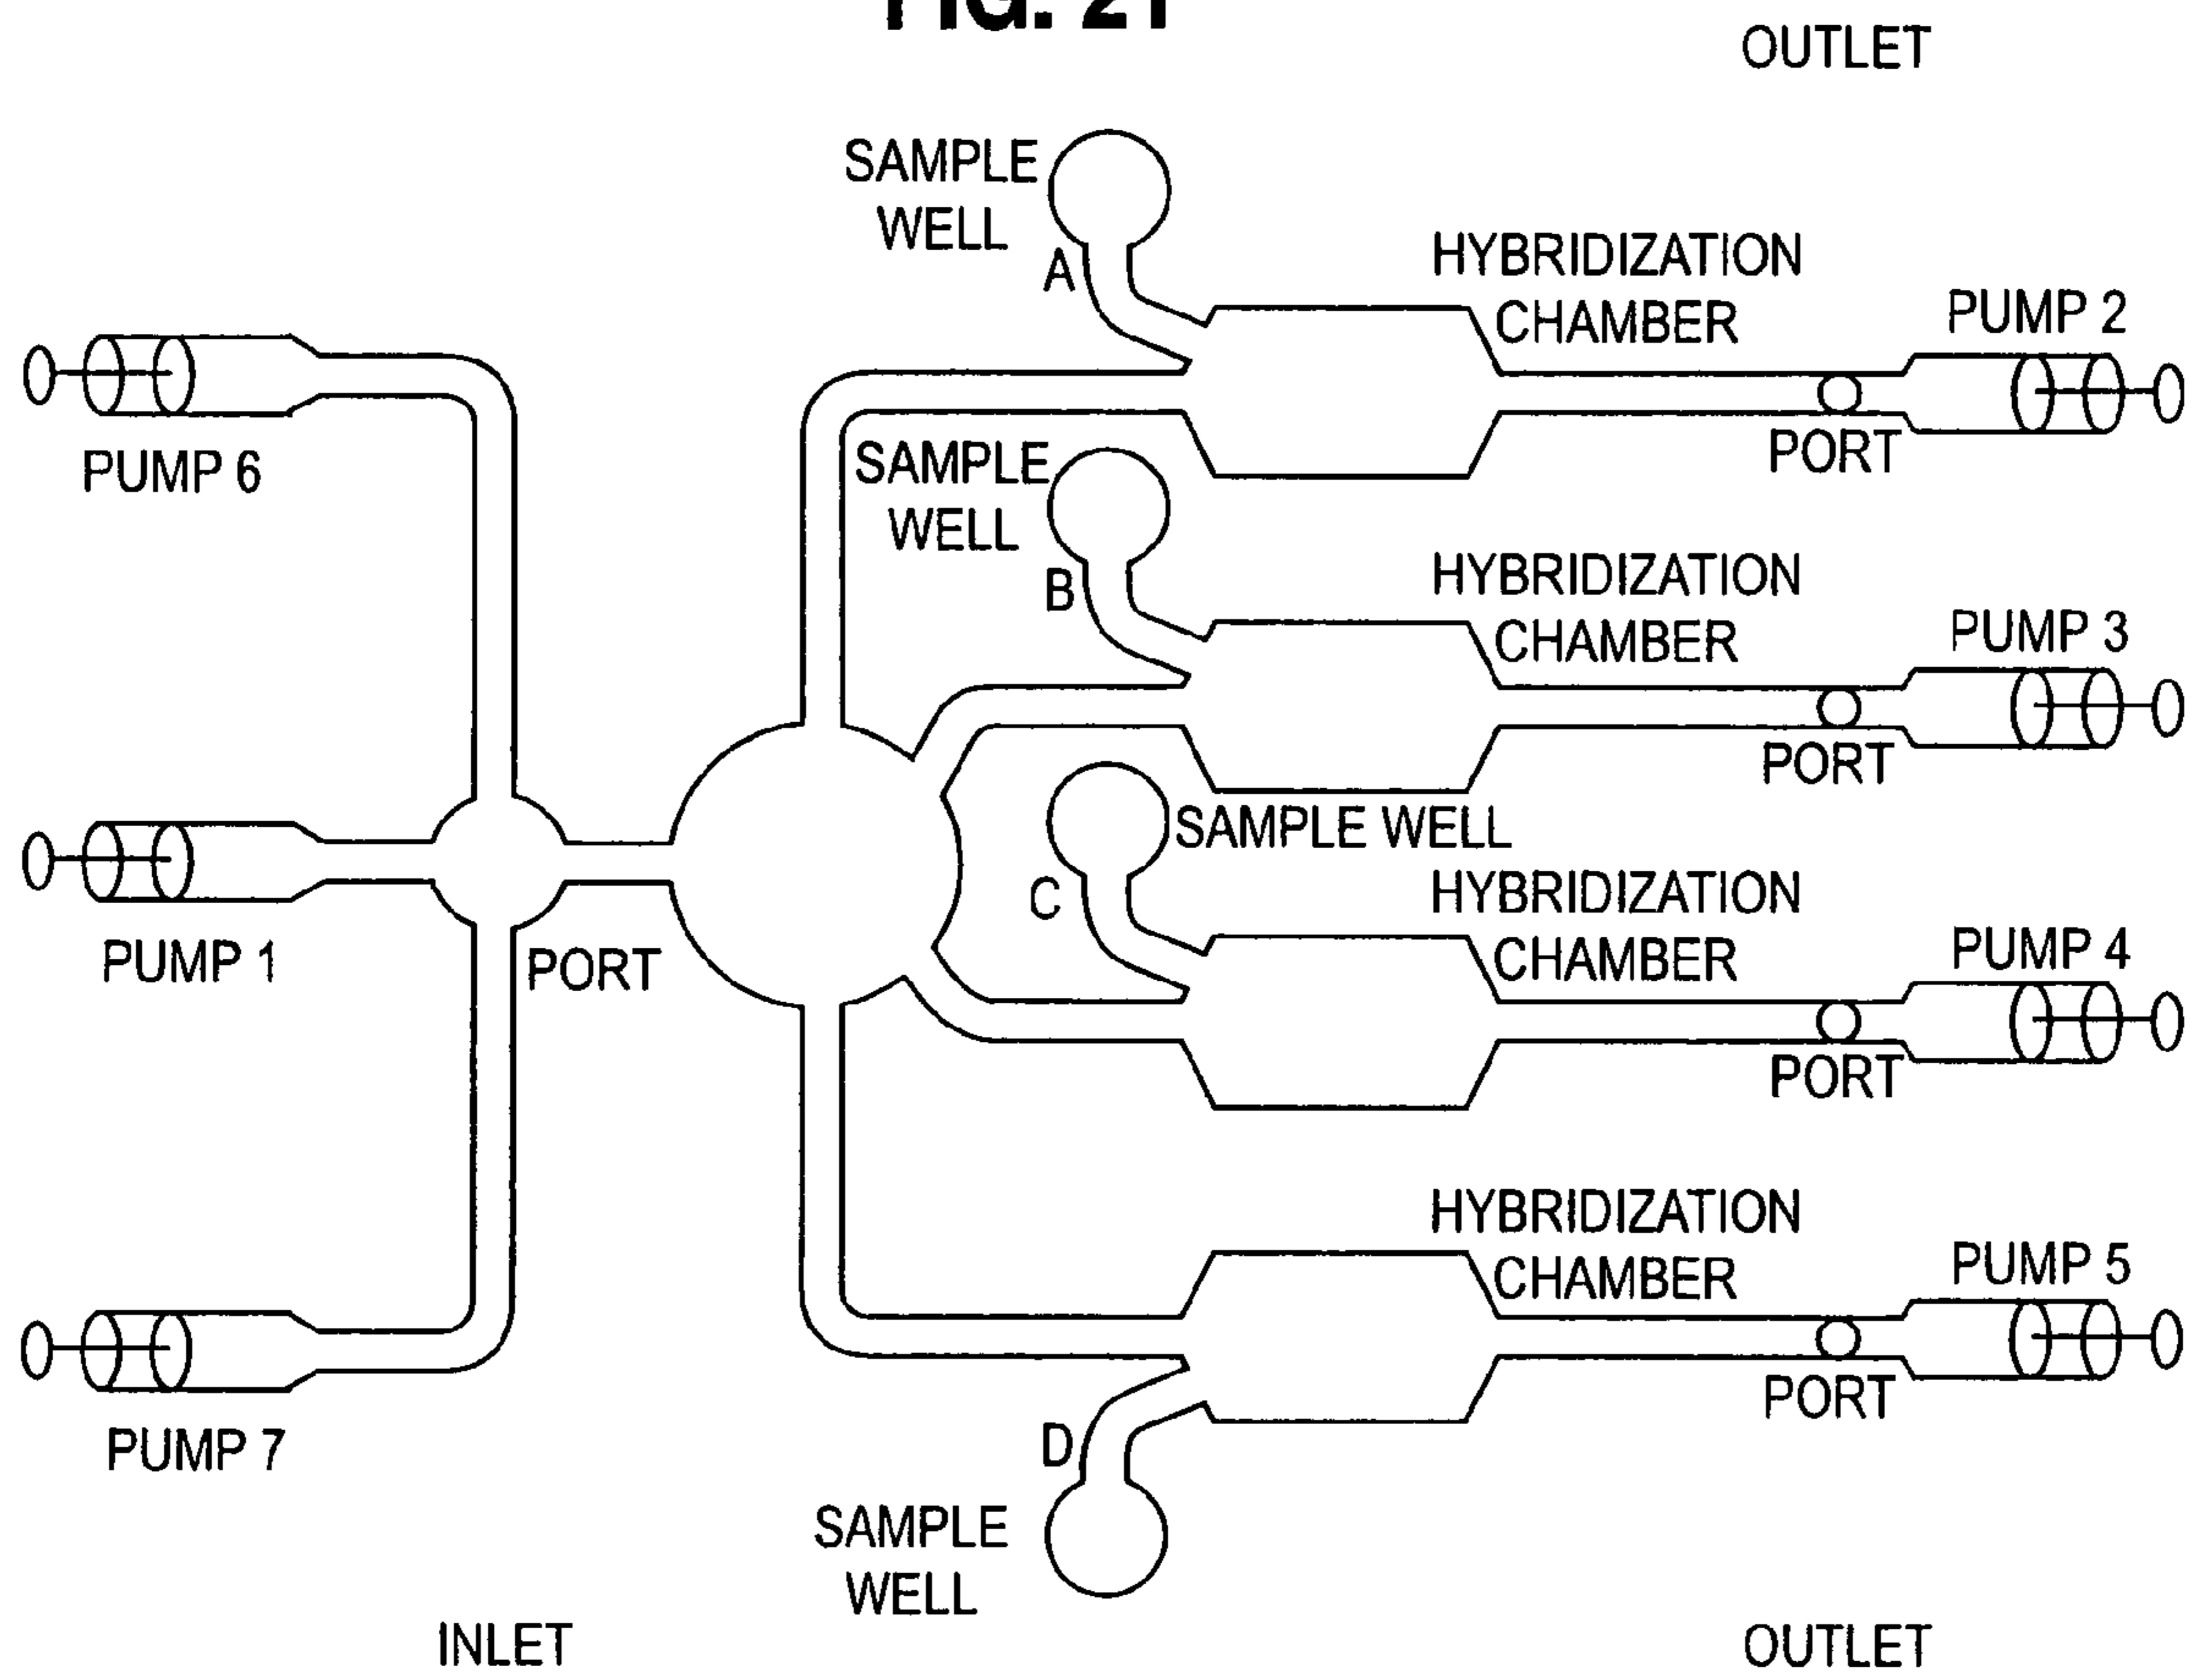 FIG. 21
OUTLET
SAMPLE
WELL
A
HYBRIDIZATION
CHAMBER
PUMP 2
PORT
PUMP 6
SAMPLE
WELL
B
HYBRIDIZATION
CHAMBER
PUMP 3
PORT
SAMPLE WELL
C
HYBRIDIZATION
CHAMBER
PUMP 4
PORT
PUMP 1
PORT
HYBRIDIZATION
CHAMBER
PUMP 5
PORT
PUMP 7
D
SAMPLE
WELL
INLET
OUTLET